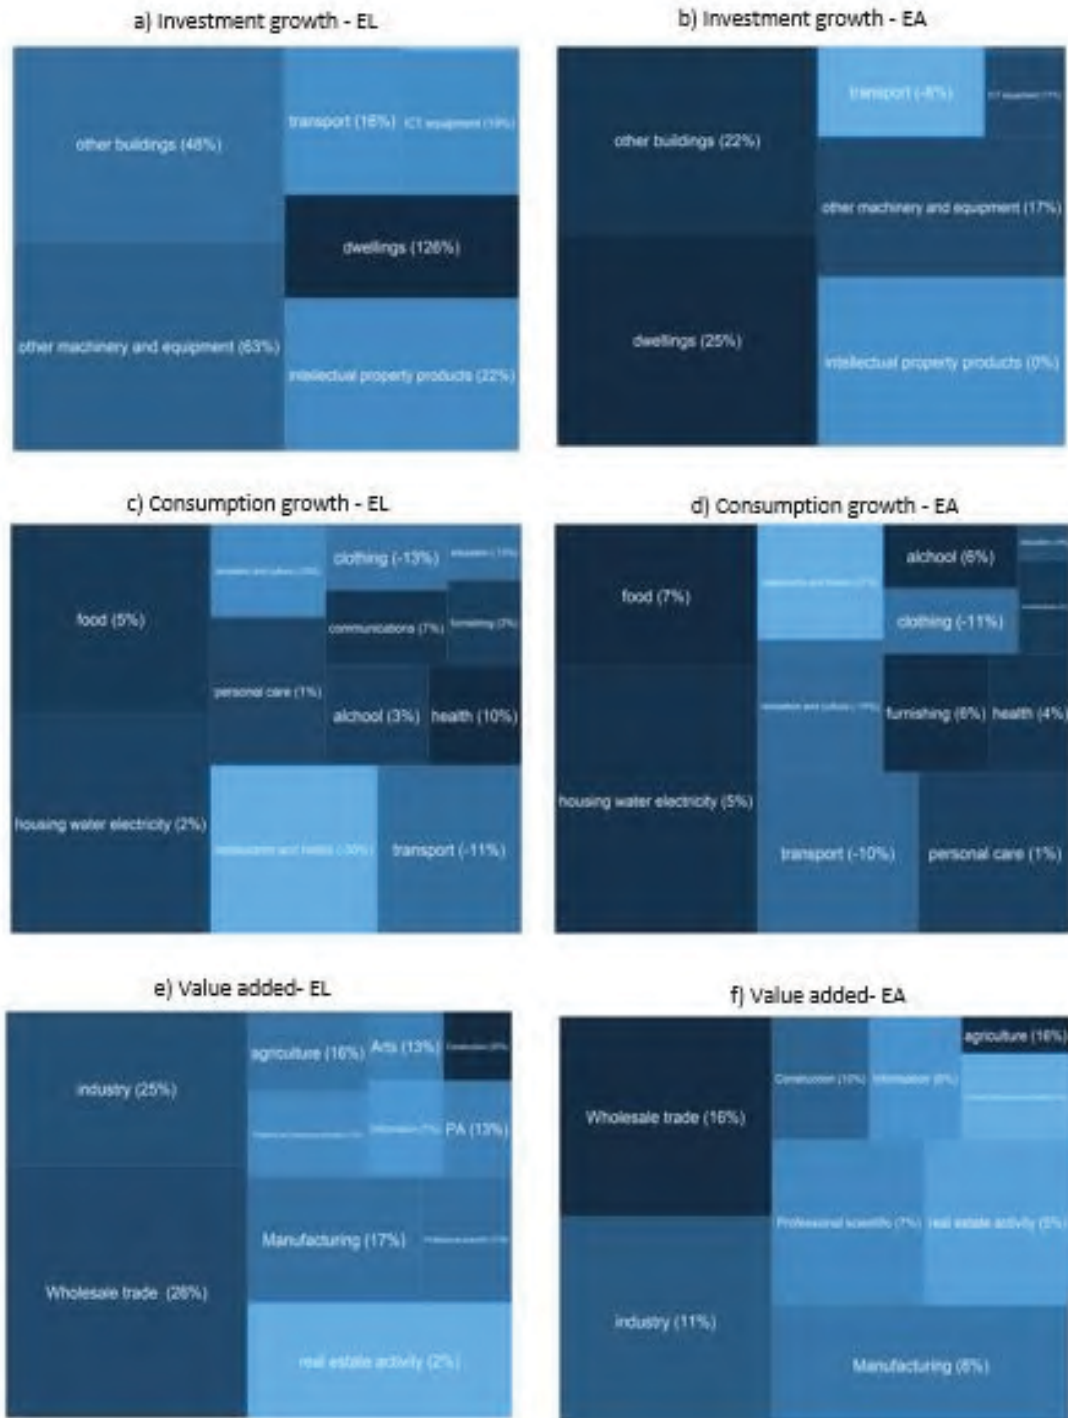 a) Investment growth - EL
b) Investment growth - EA
other buildings (48%)
transport (16%)
ICT equipment
dwellings (126%)
other machinery and equipment (63%)
intellectual property products (22%)
transport (-8%)
other buildings (22%)
other machinery and equipment (17%)
dwellings (25%)
intellectual property products (0%)
c) Consumption growth - EL
d) Consumption growth - EA
food (5%)
clothing (-13%)
communications (7%)
furnishing
personal care (1%)
alchool (3%)
health (10%)
housing water electricity (2%)
transport (-11%)
food (7%)
alchool (6%)
clothing (-11%)
furnishing (6%)
health (4%)
housing water electricity (5%)
transport (-10%)
personal care (1%)
e) Value added- EL
f) Value added- EA
industry (25%)
agriculture (16%)
Arts (13%)
PA (13%)
Manufacturing (17%)
Wholesale trade (26%)
real estate activity (2%)
agriculture (16%)
Construction (10%)
Information
Wholesale trade (16%)
Professional scientific (7%)
real estate activity (5%)
industry (11%)
Manufacturing (8%)